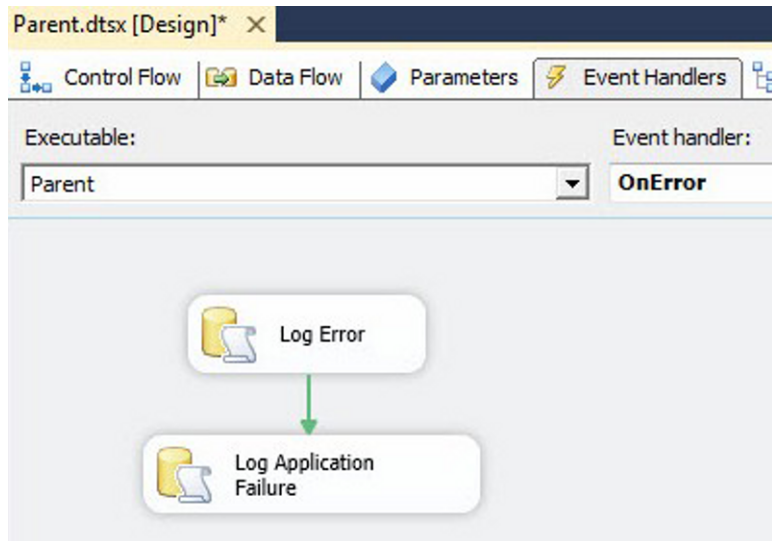 Parent.dtsx [Design]*
Control Flow Data Flow Parameters Event Handlers
Executable: Event handler:
Parent OnError
Log Error
Log Application
Failure